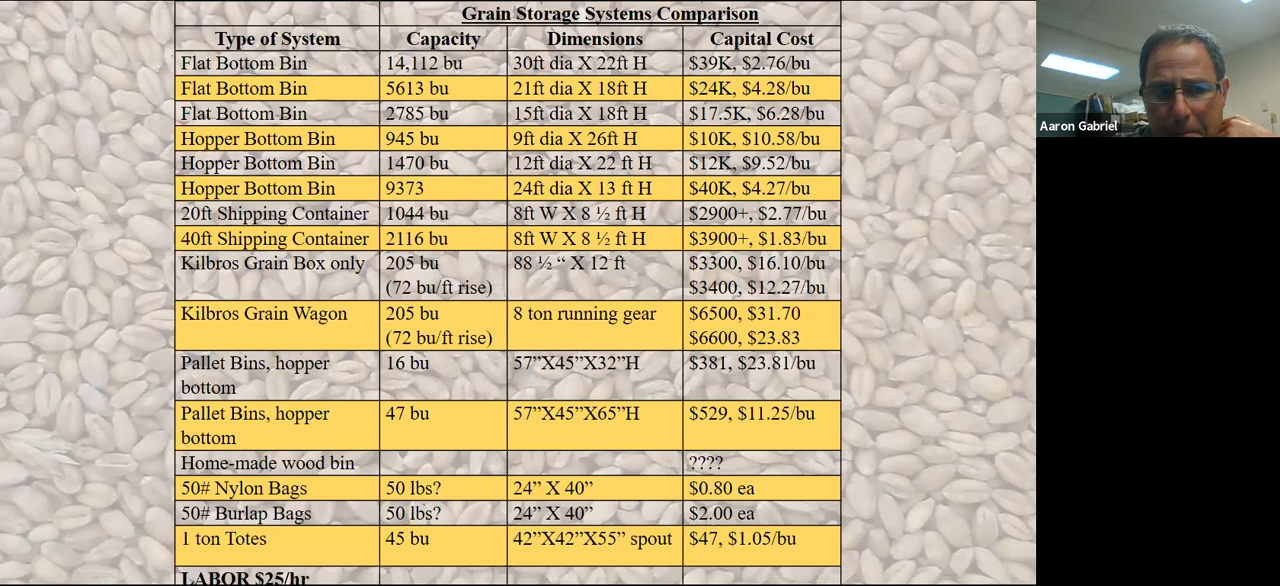 Grain Storage Systems Comparison
Type of System Capacity Dimensions Capital Cost
Flat Bottom Bin 14,112 bu 30ft dia X 22ft H $39K, $2.76/bu
Flat Bottom Bin 5613 bu 21ft dia X 18ft H $24K, $4.28/bu
Flat Bottom Bin 2785 bu 15ft dia X 18ft H $17.5K, $6.28/bu
Hopper Bottom Bin 945 bu 9ft dia X 26ft H $10K, $10.58/bu
Hopper Bottom Bin 1470 bu 12ft dia X 22 ft H $12K, $9.52/bu
Hopper Bottom Bin 9373 24ft dia X 13 ft H $40K, $4.27/bu
20ft Shipping Container 1044 bu 8ft W X 8 ½ ft H $2900+, $2.77/bu
40ft Shipping Container 2116 bu 8ft W X 8 ½ ft H $3900+, $1.83/bu
Kilbros Grain Box only 205 bu 88 ½ “ X 12 ft $3300, $16.10/bu
(72 bu/ft rise) $3400, $12.27/bu
Kilbros Grain Wagon 205 bu 8 ton running gear $6500, $31.70
(72 bu/ft rise) $6600, $23.83
Pallet Bins, hopper 16 bu 57”X45”X32”H $381, $23.81/bu
bottom
Pallet Bins, hopper 47 bu 57”X45”X65”H $529, $11.25/bu
bottom
Home-made wood bin ????
50# Nylon Bags 50 lbs? 24” X 40” $0.80 ea
50# Burlap Bags 50 lbs? 24” X 40” $2.00 ea
1 ton Totes 45 bu 42”X42”X55” spout $47, $1.05/bu
LABOR $25/hr
Aaron Gabriel